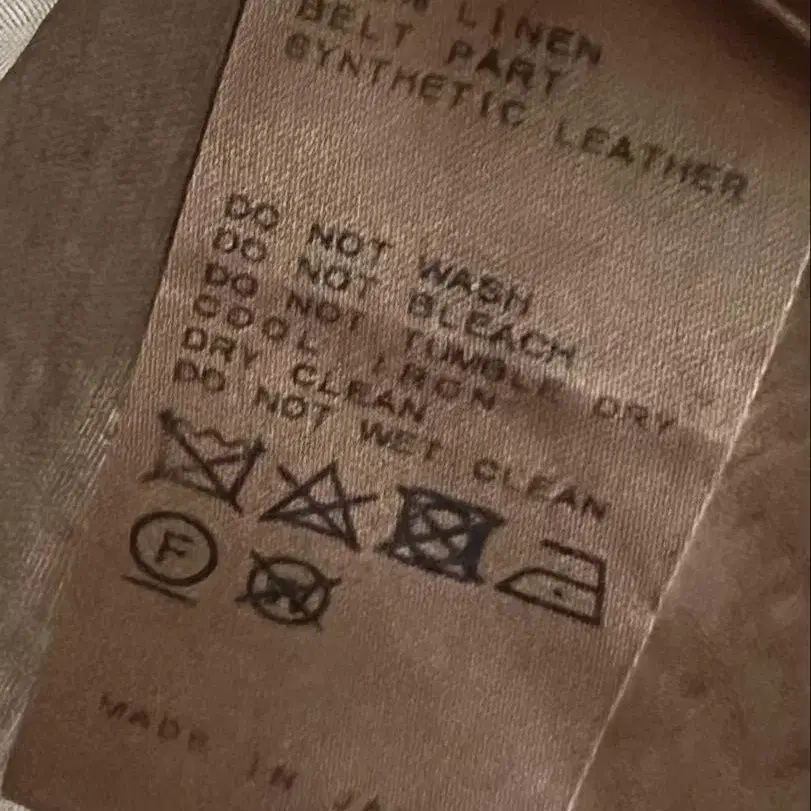 % LINEN
BELT PART
SYNTHETIC LEATHER
DO NOT WASH
DO NOT BLEACH
DO NOT TUMBLE DRY
COOL IRON
DRY CLEAN
DO NOT WET CLEAN
F
MADE IN JA